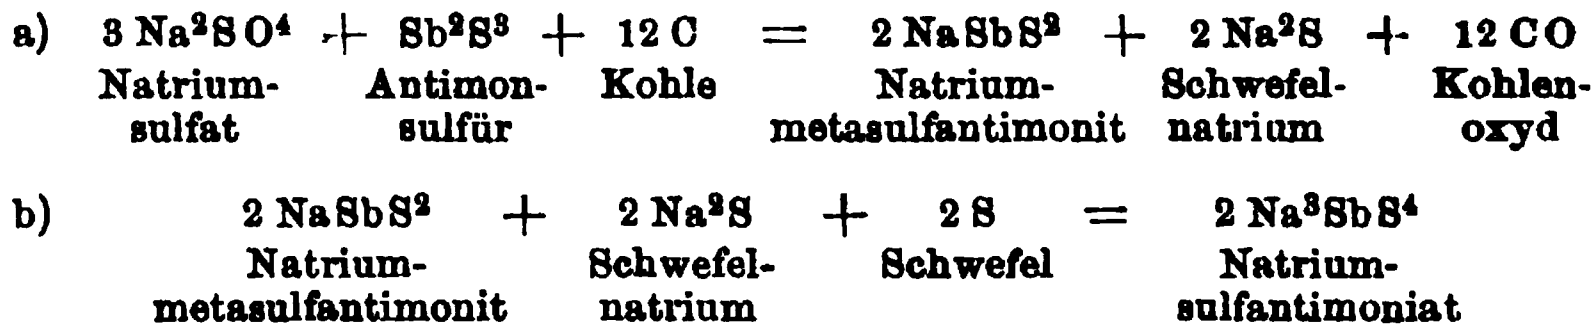 a) 3 Na²SO⁴ + Sb²S³ + 12 C = 2 NaSbS² + 2 Na²S + 12 CO
Natrium- Antimon- Kohle Natrium- Schwefel- Kohlen-
sulfat sulfür metasulfantimonit natrium oxyd
b) 2 NaSbS² + 2 Na²S + 2 S = 2 Na³SbS⁴
Natrium- Schwefel- Schwefel Natrium-
metasulfantimonit natrium sulfantimoniat